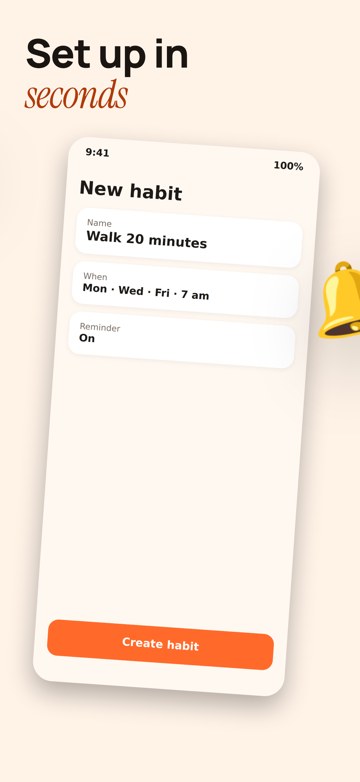 Set up in
seconds
9:41
100%
New habit
Name
Walk 20 minutes
When
Mon · Wed · Fri · 7 am
Reminder
On
Create habit